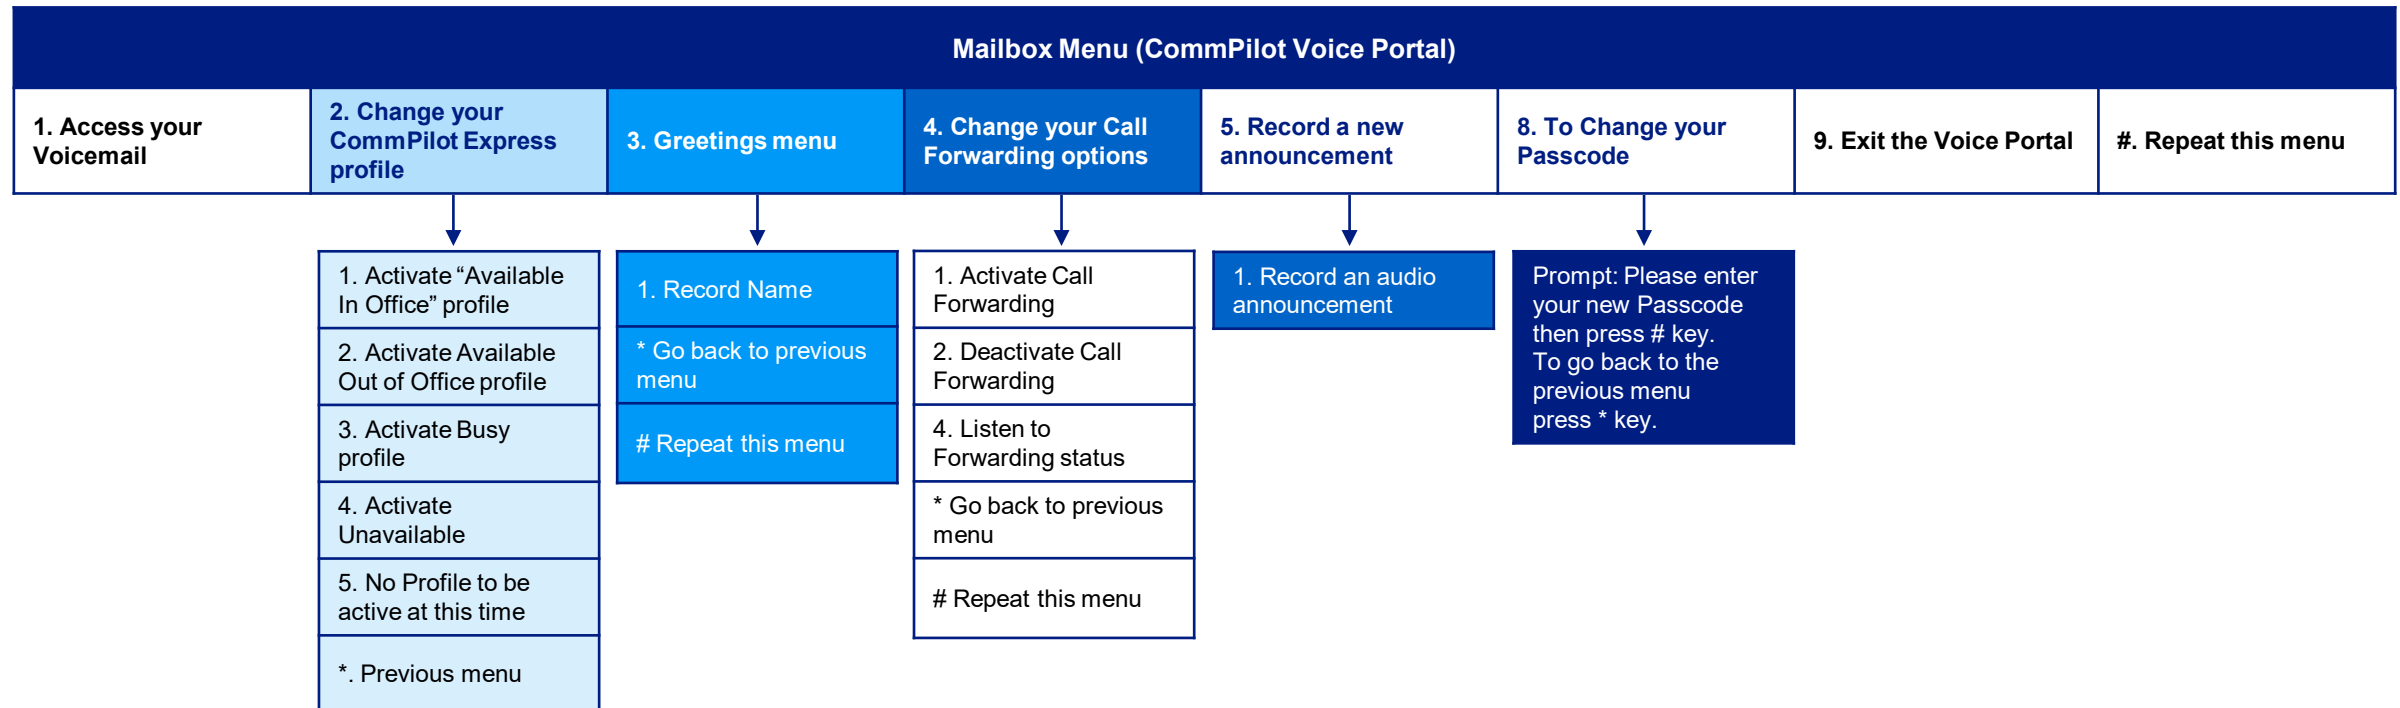 Mailbox Menu (CommPilot Voice Portal)
1. Access your
Voicemail
2. Change your
CommPilot Express
profile
3. Greetings menu
4. Change your Call
Forwarding options
5. Record a new
announcement
8. To Change your
Passcode
9. Exit the Voice Portal
#. Repeat this menu
1. Activate “Available
In Office” profile
2. Activate Available
Out of Office profile
3. Activate Busy
profile
4. Activate
Unavailable
5. No Profile to be
active at this time
*. Previous menu
1. Record Name
* Go back to previous
menu
# Repeat this menu
1. Activate Call
Forwarding
2. Deactivate Call
Forwarding
4. Listen to
Forwarding status
* Go back to previous
menu
# Repeat this menu
1. Record an audio
announcement
Prompt: Please enter
your new Passcode
then press # key.
To go back to the
previous menu
press * key.